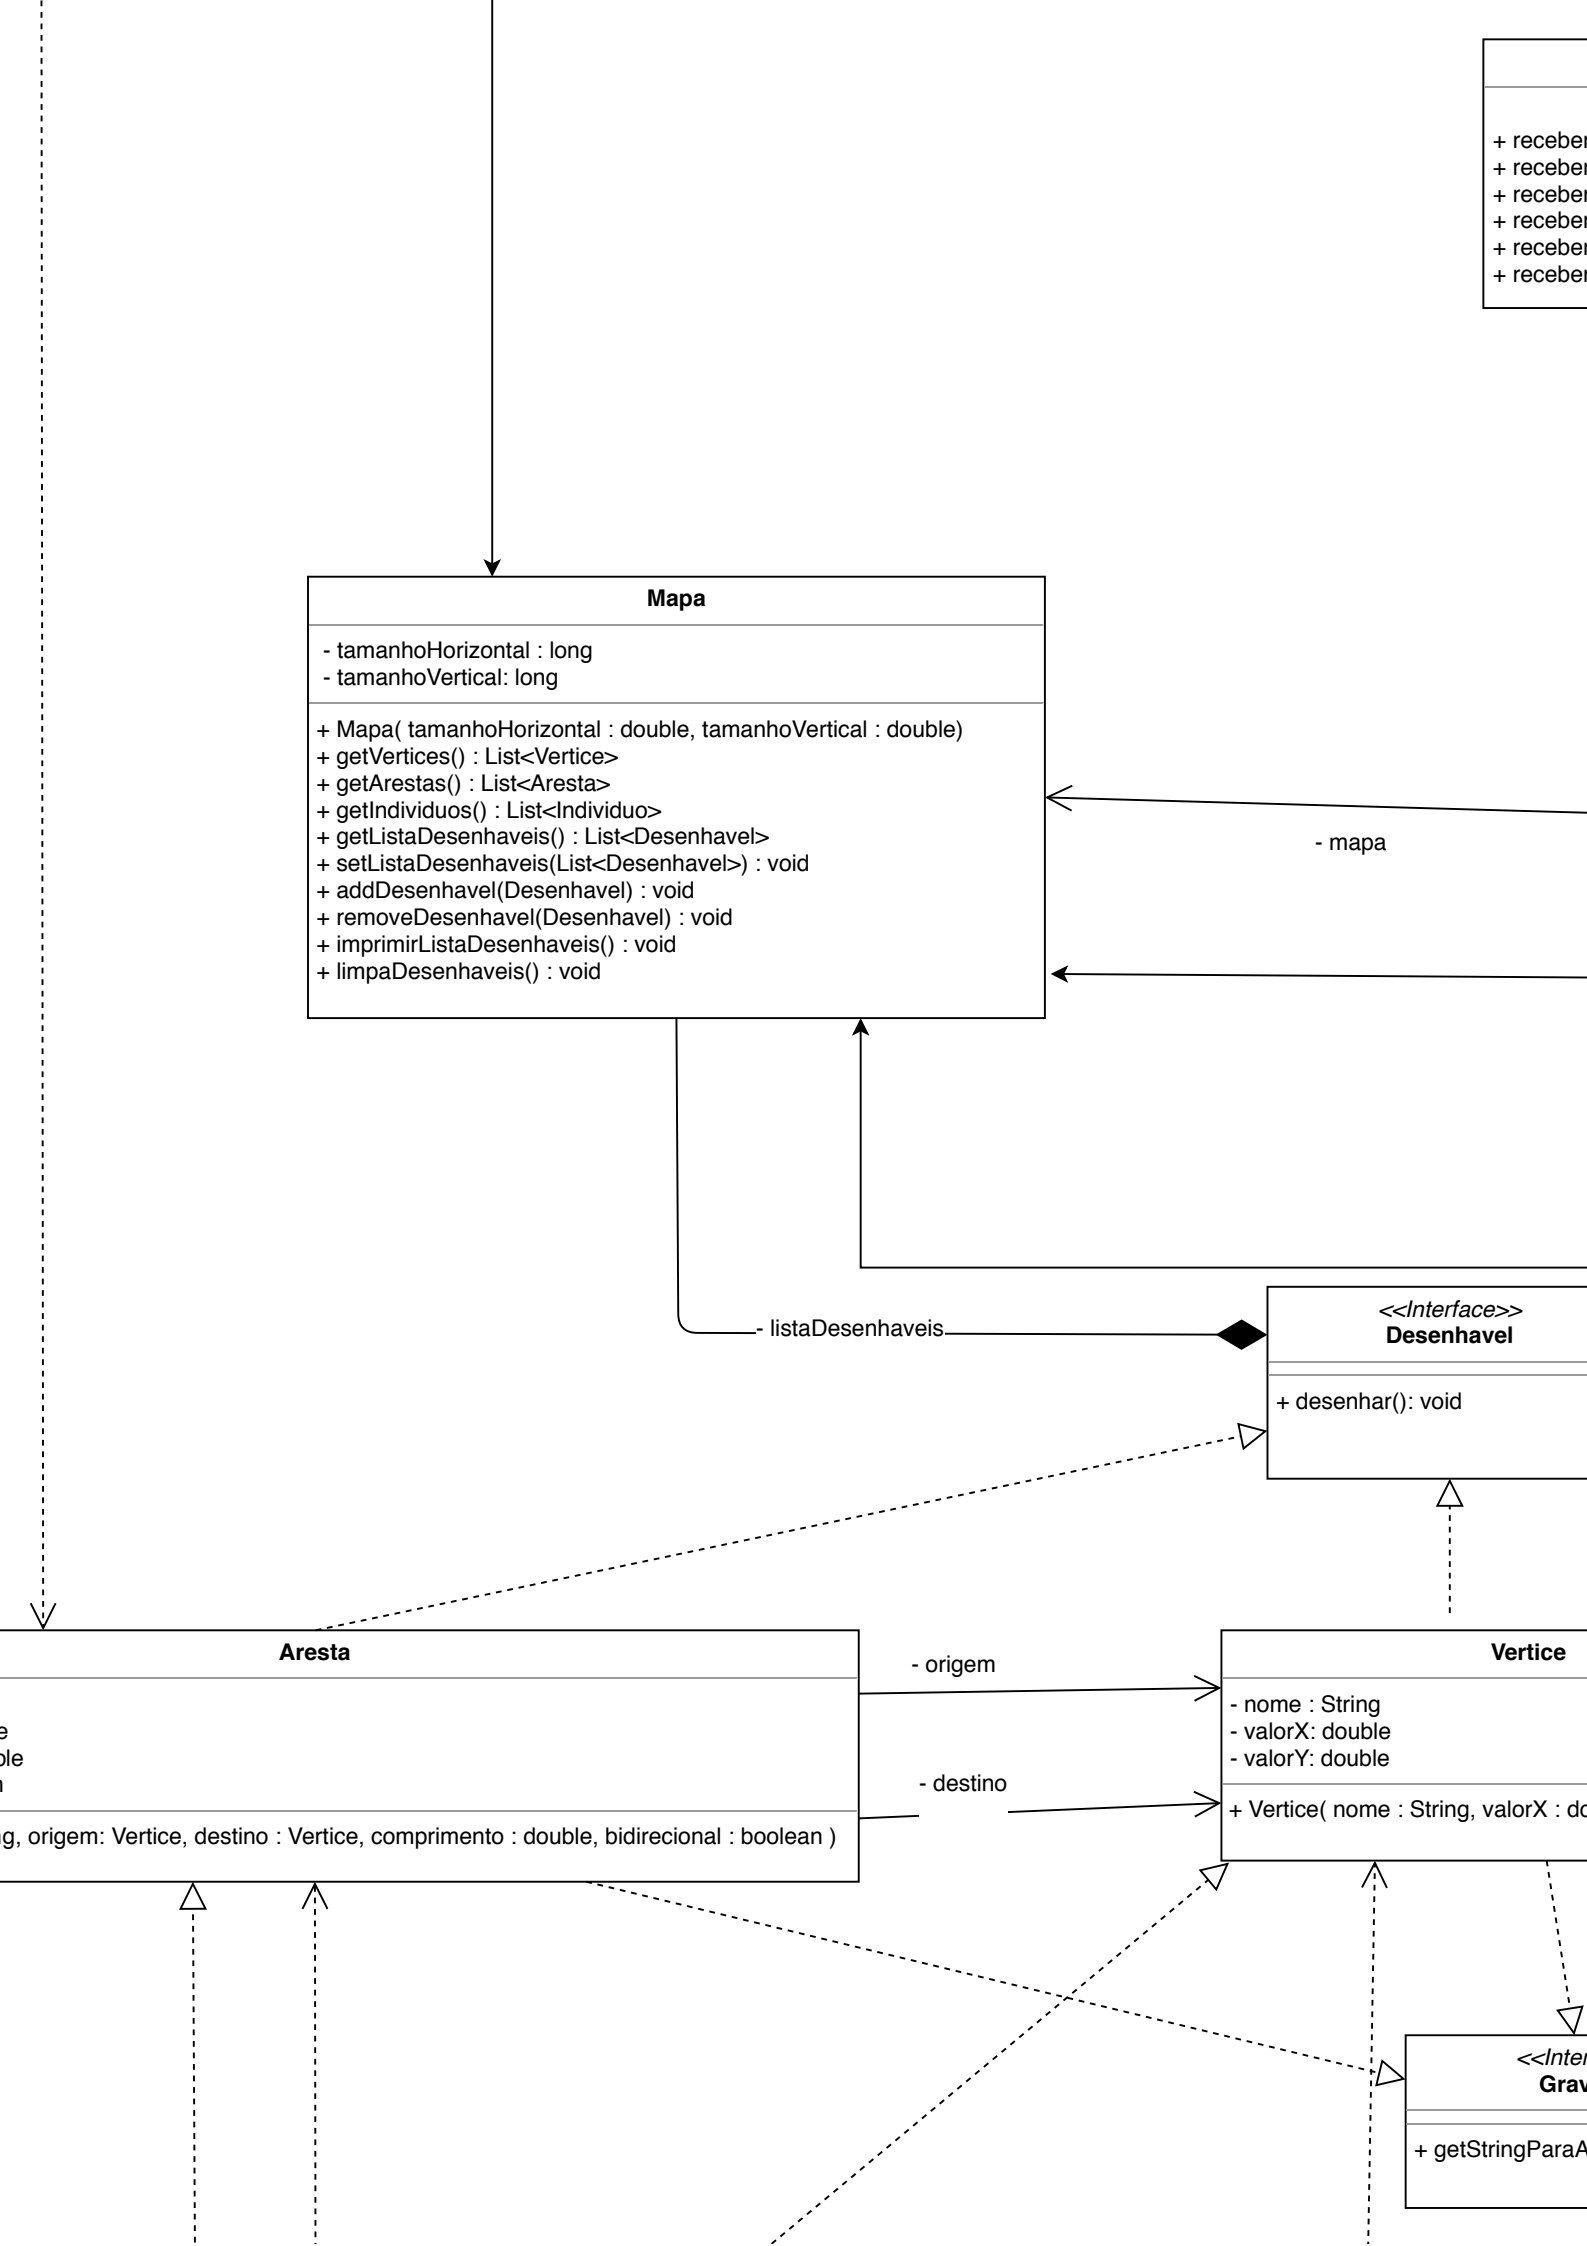 + receber
+ receber
+ receber
+ receber
+ receber
+ receber
Mapa
- tamanhoHorizontal : long
- tamanhoVertical: long
+ Mapa( tamanhoHorizontal : double, tamanhoVertical : double)
+ getVertices() : List<Vertice>
+ getArestas() : List<Aresta>
+ getIndividuos() : List<Individuo>
+ getListaDesenhaveis() : List<Desenhavel>
+ setListaDesenhaveis(List<Desenhavel>) : void
+ addDesenhavel(Desenhavel) : void
+ removeDesenhavel(Desenhavel) : void
+ imprimirListaDesenhaveis() : void
+ limpaDesenhaveis() : void
- mapa
- listaDesenhaveis
<<Interface>>
Desenhavel
+ desenhar(): void
Aresta
ng, origem: Vertice, destino : Vertice, comprimento : double, bidirecional : boolean )
- origem
- destino
Vertice
- nome : String
- valorX: double
- valorY: double
+ Vertice( nome : String, valorX : do
<<Inter
Grav
+ getStringParaA